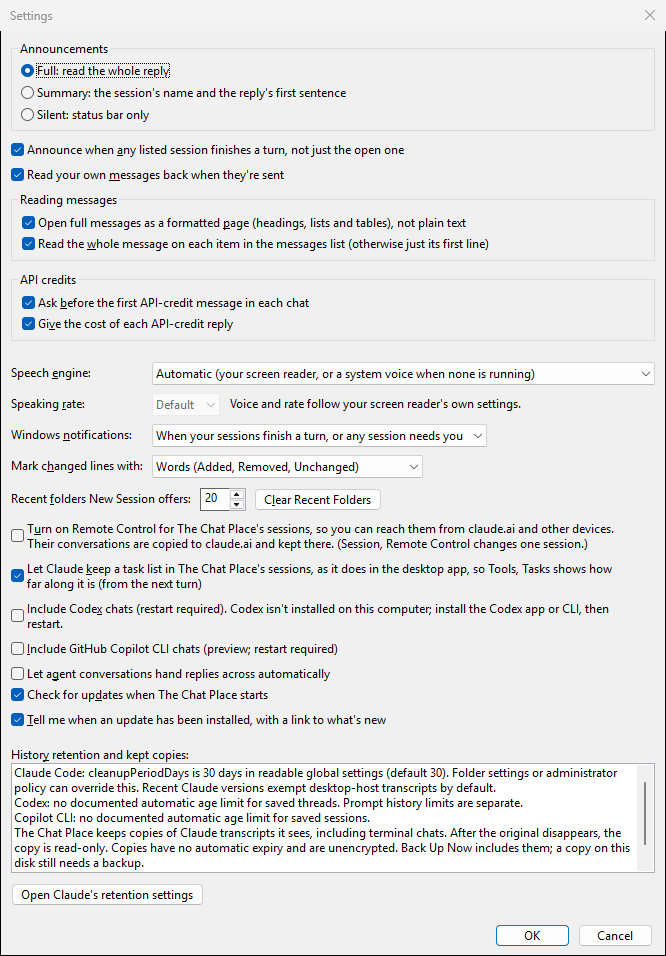 Settings
Announcements
Full: read the whole reply
Summary: the session's name and the reply's first sentence
Silent: status bar only
Announce when any listed session finishes a turn, not just the open one
Read your own messages back when they're sent
Reading messages
Open full messages as a formatted page (headings, lists and tables), not plain text
Read the whole message on each item in the messages list (otherwise just its first line)
API credits
Ask before the first API-credit message in each chat
Give the cost of each API-credit reply
Speech engine:
Automatic (your screen reader, or a system voice when none is running)
Speaking rate:
Default
Voice and rate follow your screen reader's own settings.
Windows notifications:
When your sessions finish a turn, or any session needs you
Mark changed lines with:
Words (Added, Removed, Unchanged)
Recent folders New Session offers:
20
Clear Recent Folders
Turn on Remote Control for The Chat Place's sessions, so you can reach them from claude.ai and other devices.
Their conversations are copied to claude.ai and kept there. (Session, Remote Control changes one session.)
Let Claude keep a task list in The Chat Place's sessions, as it does in the desktop app, so Tools, Tasks shows how
far along it is (from the next turn)
Include Codex chats (restart required). Codex isn't installed on this computer; install the Codex app or CLI, then
restart.
Include GitHub Copilot CLI chats (preview; restart required)
Let agent conversations hand replies across automatically
Check for updates when The Chat Place starts
Tell me when an update has been installed, with a link to what's new
History retention and kept copies:
Claude Code: cleanupPeriodDays is 30 days in readable global settings (default 30). Folder settings or administrator
policy can override this. Recent Claude versions exempt desktop-host transcripts by default.
Codex: no documented automatic age limit for saved threads. Prompt history limits are separate.
Copilot CLI: no documented automatic age limit for saved sessions.
The Chat Place keeps copies of Claude transcripts it sees, including terminal chats. After the original disappears, the
copy is read-only. Copies have no automatic expiry and are unencrypted. Back Up Now includes them; a copy on this
disk still needs a backup.
Open Claude's retention settings
OK
Cancel